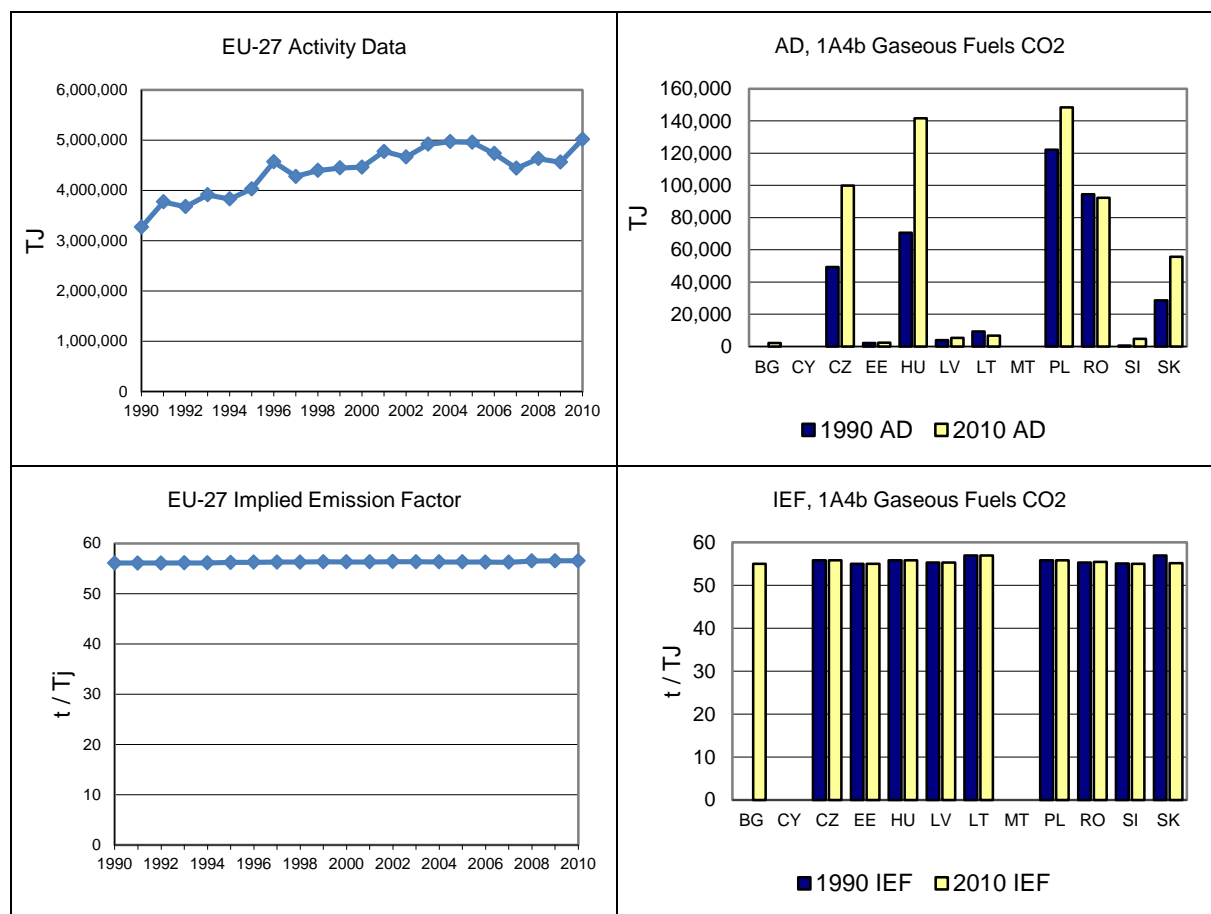 EU-27 Activity Data
6,000,000
5,000,000
4,000,000
3,000,000
2,000,000
1,000,000
0
TJ
1990 1992 1994 1996 1998 2000 2002 2004 2006 2008 2010
AD, 1A4b Gaseous Fuels CO2
160,000
140,000
120,000
100,000
80,000
60,000
40,000
20,000
0
TJ
BG CY CZ EE HU LV LT MT PL RO SI SK
1990 AD 2010 AD
EU-27 Implied Emission Factor
60
50
40
30
20
10
0
t / Tj
1990 1992 1994 1996 1998 2000 2002 2004 2006 2008 2010
IEF, 1A4b Gaseous Fuels CO2
60
50
40
30
20
10
0
t / TJ
BG CY CZ EE HU LV LT MT PL RO SI SK
1990 IEF 2010 IEF